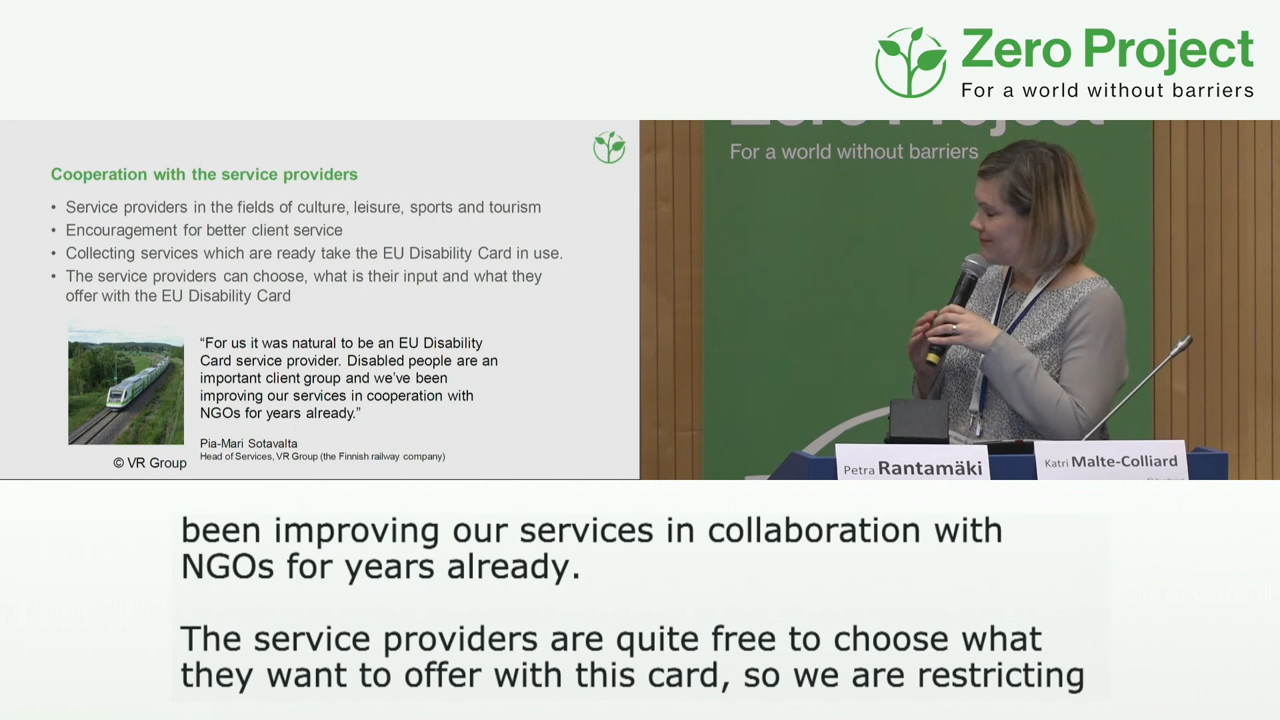 Zero Project
For a world without barriers
Cooperation with the service providers
• Service providers in the fields of culture, leisure, sports and tourism
• Encouragement for better client service
• Collecting services which are ready take the EU Disability Card in use.
• The service providers can choose, what is their input and what they
offer with the EU Disability Card
“For us it was natural to be an EU Disability
Card service provider. Disabled people are an
important client group and we’ve been
improving our services in cooperation with
NGOs for years already.”
Pia-Mari Sotavalta
Head of Services, VR Group (the Finnish railway company)
© VR Group
Zero Project
For a world without barriers
Petra Rantamäki
Katri Malte-Colliard
been improving our services in collaboration with
NGOs for years already.
The service providers are quite free to choose what
they want to offer with this card, so we are restricting